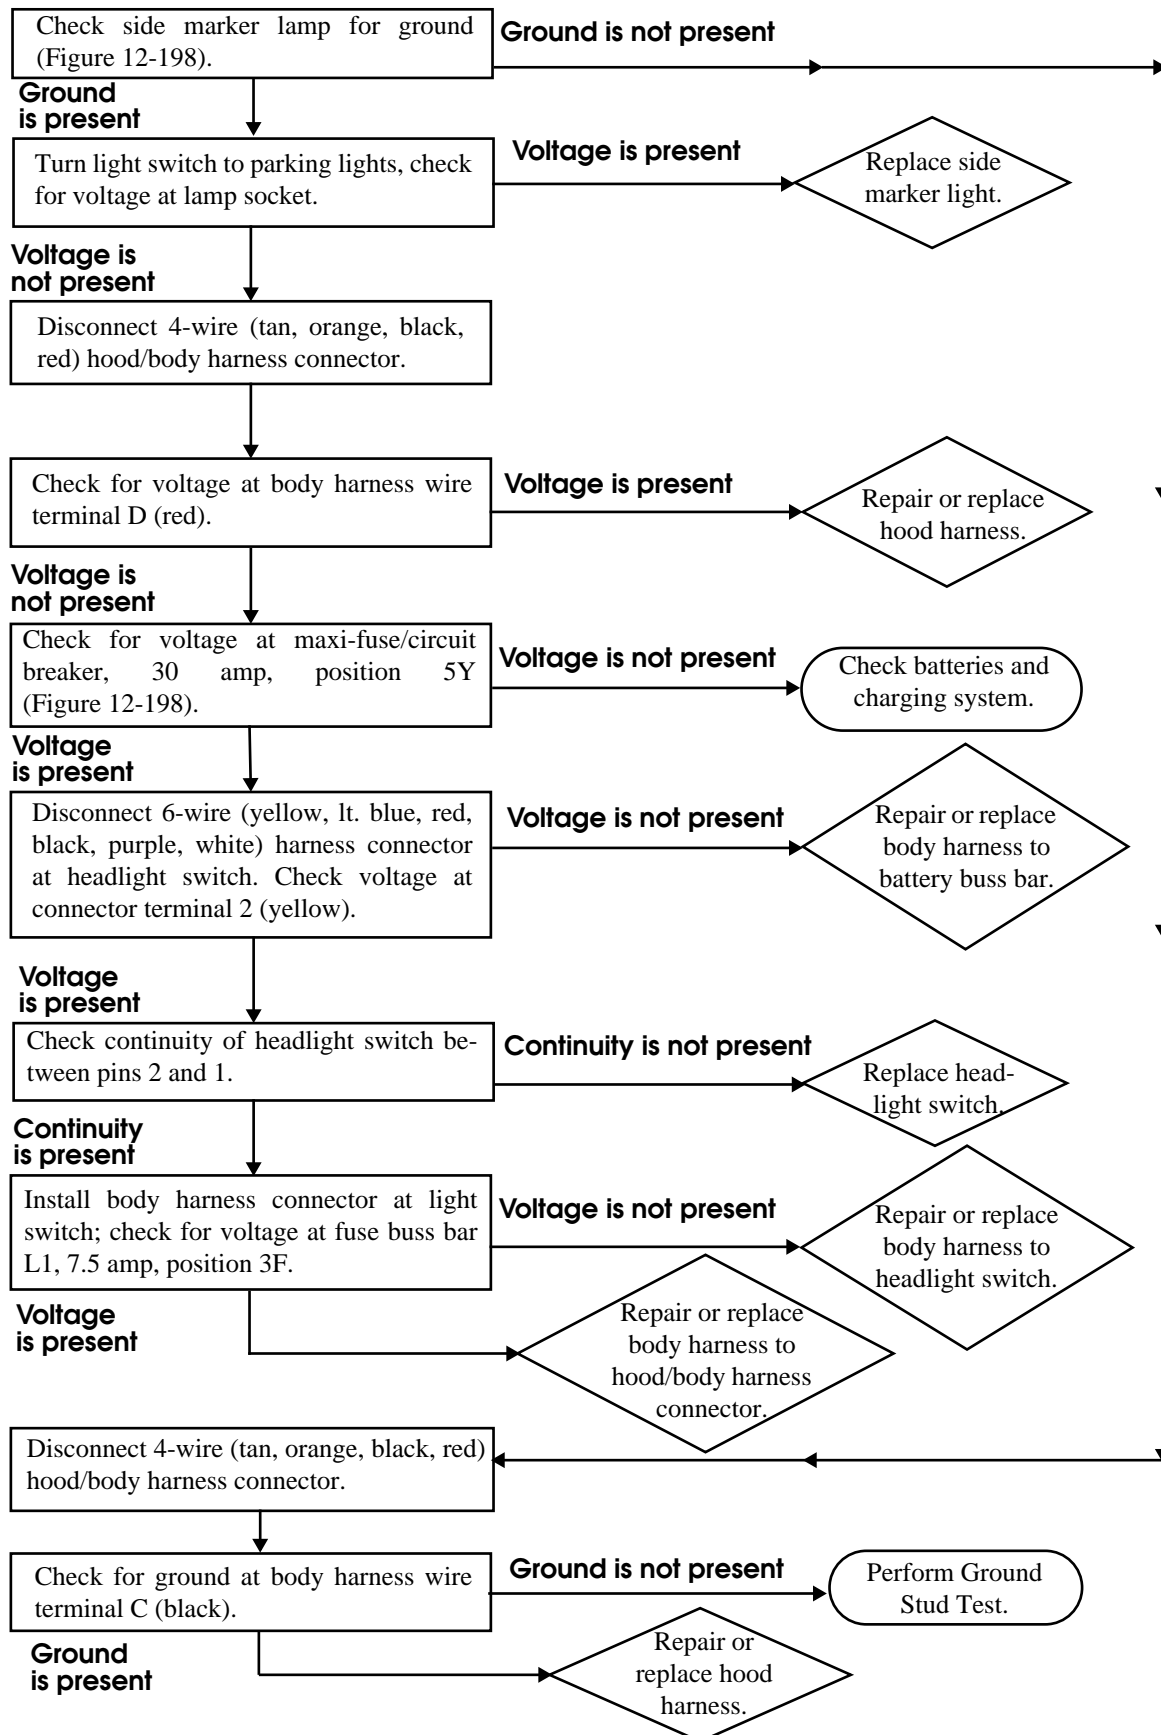 Check side marker lamp for ground
(Figure 12-198).
Ground is not present
Ground
is present
Turn light switch to parking lights, check
for voltage at lamp socket.
Voltage is present
Replace side
marker light.
Voltage is
not present
Disconnect 4-wire (tan, orange, black,
red) hood/body harness connector.
Check for voltage at body harness wire
terminal D (red).
Voltage is present
Repair or replace
hood harness.
Voltage is
not present
Check for voltage at maxi-fuse/circuit
breaker, 30 amp, position 5Y
(Figure 12-198).
Voltage is not present
Check batteries and
charging system.
Voltage
is present
Disconnect 6-wire (yellow, lt. blue, red,
black, purple, white) harness connector
at headlight switch. Check voltage at
connector terminal 2 (yellow).
Voltage is not present
Repair or replace
body harness to
battery buss bar.
Voltage
is present
Check continuity of headlight switch be-
tween pins 2 and 1.
Continuity is not present
Replace head-
light switch.
Continuity
is present
Install body harness connector at light
switch; check for voltage at fuse buss bar
L1, 7.5 amp, position 3F.
Voltage is not present
Repair or replace
body harness to
headlight switch.
Voltage
is present
Repair or replace
body harness to
hood/body harness
connector.
Disconnect 4-wire (tan, orange, black, red)
hood/body harness connector.
Check for ground at body harness wire
terminal C (black).
Ground is not present
Perform Ground
Stud Test.
Ground
is present
Repair or
replace hood
harness.